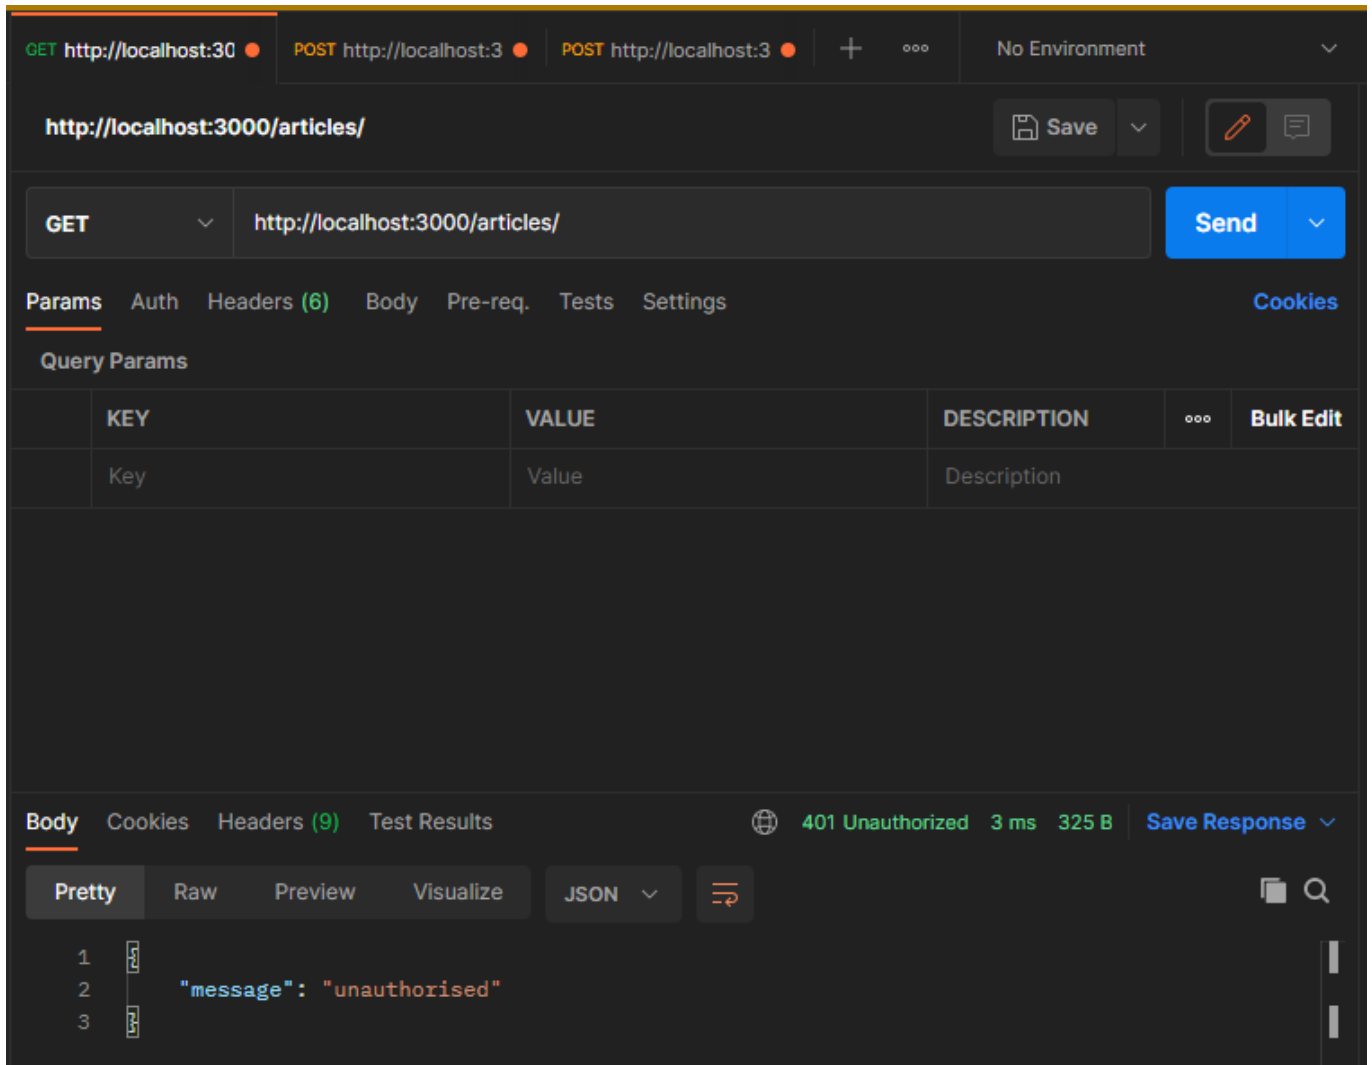 GET http://localhost:30 POST http://localhost:3 POST http://localhost:3 No Environment
http://localhost:3000/articles/ Save
GET http://localhost:3000/articles/ Send
Params Auth Headers (6) Body Pre-req. Tests Settings Cookies
Query Params
KEY VALUE DESCRIPTION Bulk Edit
Key Value Description
Body Cookies Headers (9) Test Results 401 Unauthorized 3 ms 325 B Save Response
Pretty Raw Preview Visualize JSON
1 {
2 "message": "unauthorised"
3 }